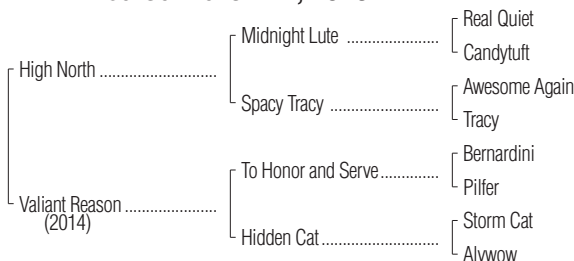 Real Quiet
Midnight Lute ........................
Candytuft
High North ................................
Awesome Again
Spacy Tracy ............................
Tracy
Bernardini
To Honor and Serve ...............
Pilfer
Valiant Reason .........................
(2014)
Storm Cat
Hidden Cat ..............................
Alywow